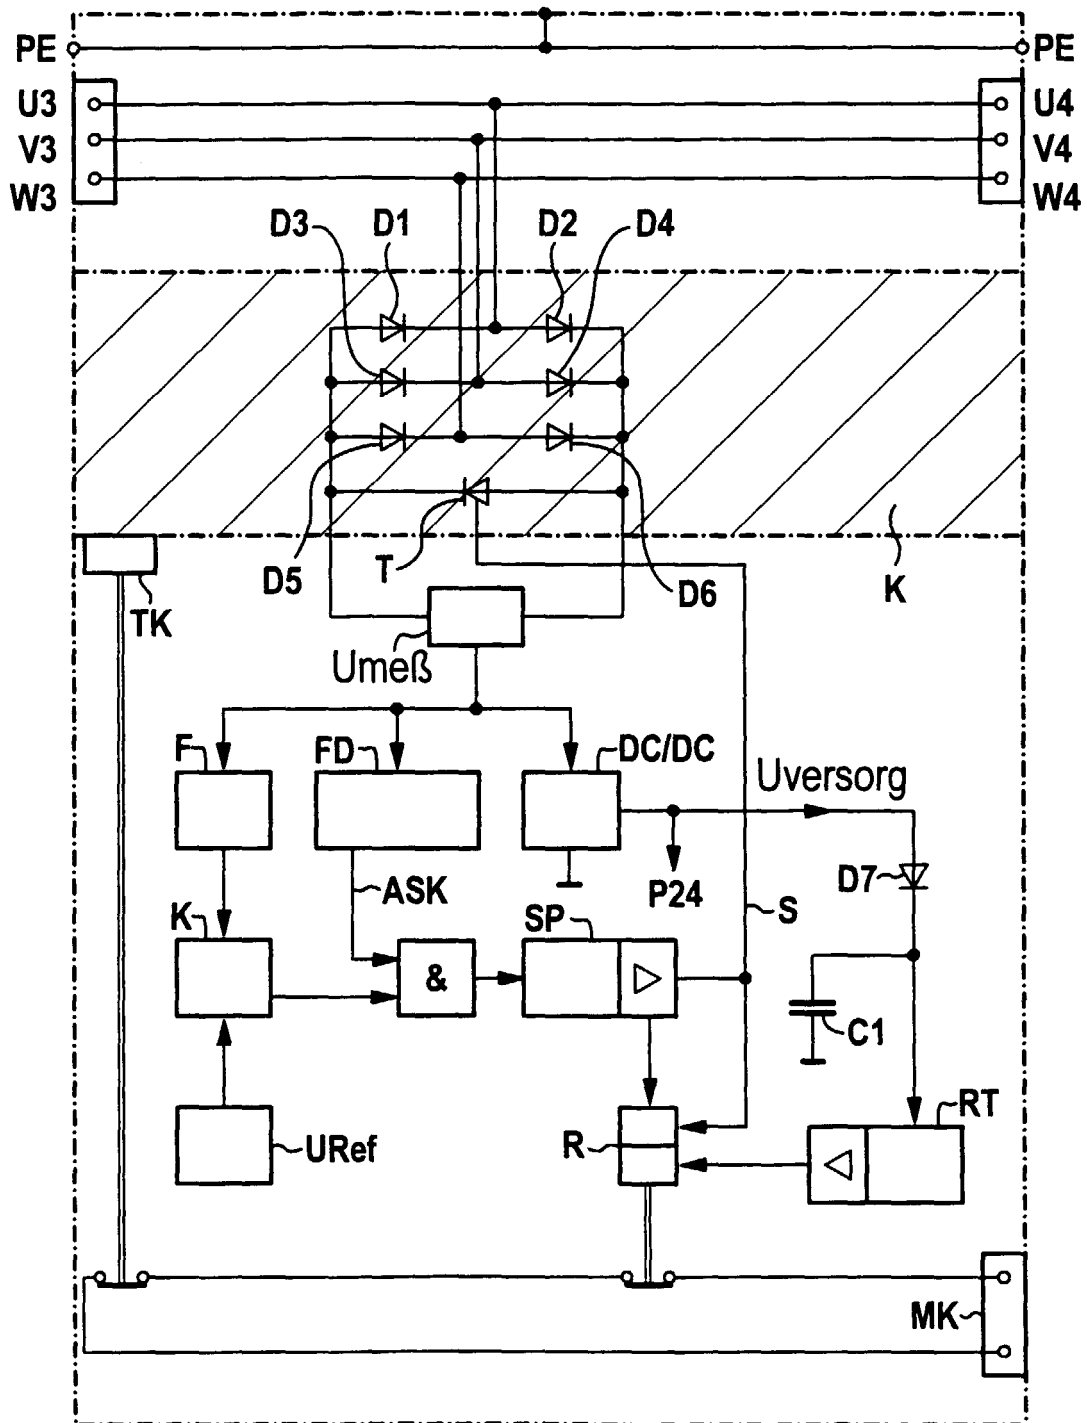 PE PE
U3 U4
V3 V4
W3 W4
D3 D1 D2 D4
D5 T D6 K
TK
Umeß
F FD DC/DC
Uversorg
ASK P24 D7
K SP S
&
C1
URef R RT
MK